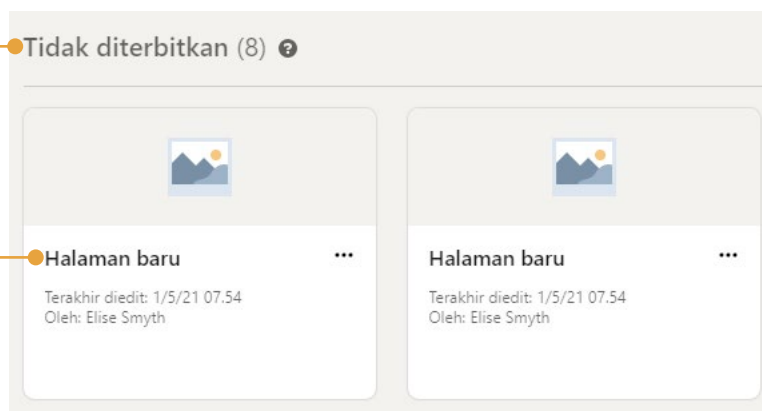 Tidak diterbitkan (8) ?
Halaman baru ...
Terakhir diedit: 1/5/21 07.54
Oleh: Elise Smyth
Halaman baru ...
Terakhir diedit: 1/5/21 07.54
Oleh: Elise Smyth